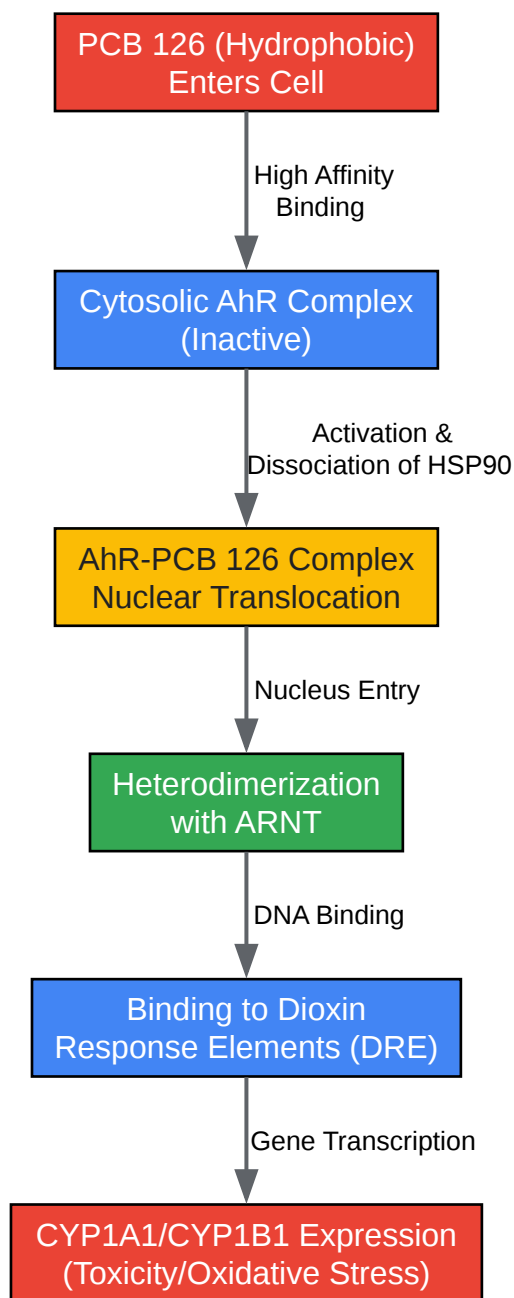 PCB 126 (Hydrophobic)
Enters Cell
High Affinity
Binding
Cytosolic AhR Complex
(Inactive)
Activation &
Dissociation of HSP90
AhR-PCB 126 Complex
Nuclear Translocation
Nucleus Entry
Heterodimerization
with ARNT
DNA Binding
Binding to Dioxin
Response Elements (DRE)
Gene Transcription
CYP1A1/CYP1B1 Expression
(Toxicity/Oxidative Stress)